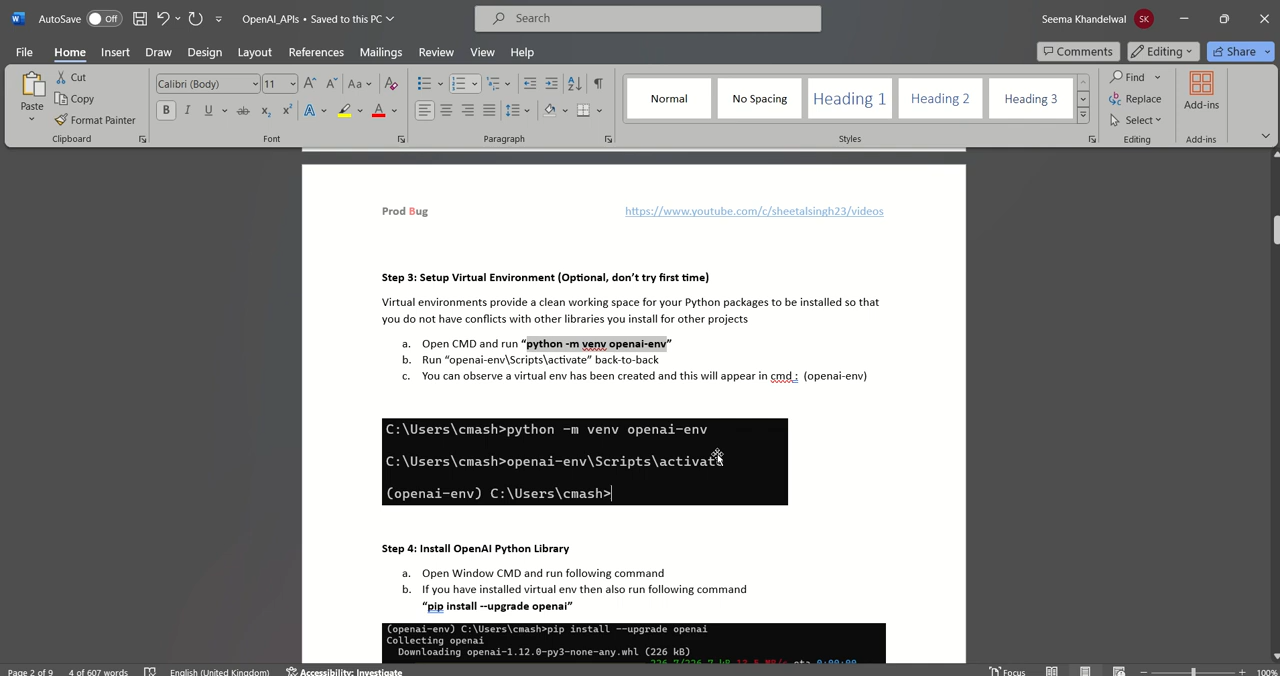 AutoSave Off OpenAI_APIs • Saved to this PC Search Seema Khandelwal SK
File Home Insert Draw Design Layout References Mailings Review View Help Comments Editing Share
Paste Cut Copy Format Painter Clipboard
Calibri (Body) 11 Font
Paragraph
Normal No Spacing Heading 1 Heading 2 Heading 3 Styles
Find Replace Select Editing
Add-ins Add-ins
Prod Bug https://www.youtube.com/c/sheetalsingh23/videos
Step 3: Setup Virtual Environment (Optional, don’t try first time)
Virtual environments provide a clean working space for your Python packages to be installed so that
you do not have conflicts with other libraries you install for other projects
a. Open CMD and run “python -m venv openai-env”
b. Run “openai-env\Scripts\activate” back-to-back
c. You can observe a virtual env has been created and this will appear in cmd : (openai-env)
C:\Users\cmash>python -m venv openai-env
C:\Users\cmash>openai-env\Scripts\activate
(openai-env) C:\Users\cmash>
Step 4: Install OpenAI Python Library
a. Open Window CMD and run following command
b. If you have installed virtual env then also run following command
“pip install --upgrade openai”
(openai-env) C:\Users\cmash>pip install --upgrade openai
Collecting openai
Downloading openai-1.12.0-py3-none-any.whl (226 kB)
Page 2 of 9 4 of 607 words English (United Kingdom) Accessibility: Investigate Focus 100%